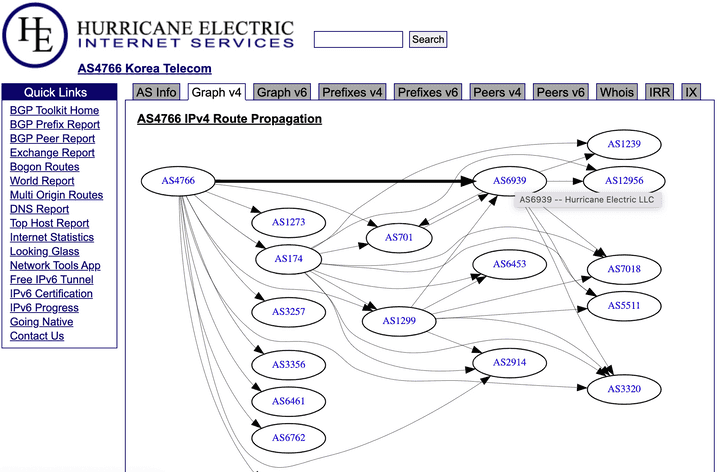 HE
HURRICANE ELECTRIC
INTERNET SERVICES
Search
AS4766 Korea Telecom
Quick Links
BGP Toolkit Home
BGP Prefix Report
BGP Peer Report
Exchange Report
Bogon Routes
World Report
Multi Origin Routes
DNS Report
Top Host Report
Internet Statistics
Looking Glass
Network Tools App
Free IPv6 Tunnel
IPv6 Certification
IPv6 Progress
Going Native
Contact Us
AS Info Graph v4 Graph v6 Prefixes v4 Prefixes v6 Peers v4 Peers v6 Whois IRR IX
AS4766 IPv4 Route Propagation
AS1239
AS4766 AS6939 AS12956
AS6939 -- Hurricane Electric LLC
AS1273
AS701
AS174
AS6453
AS7018
AS5511
AS3257
AS1299
AS3356
AS2914
AS3320
AS6461
AS6762